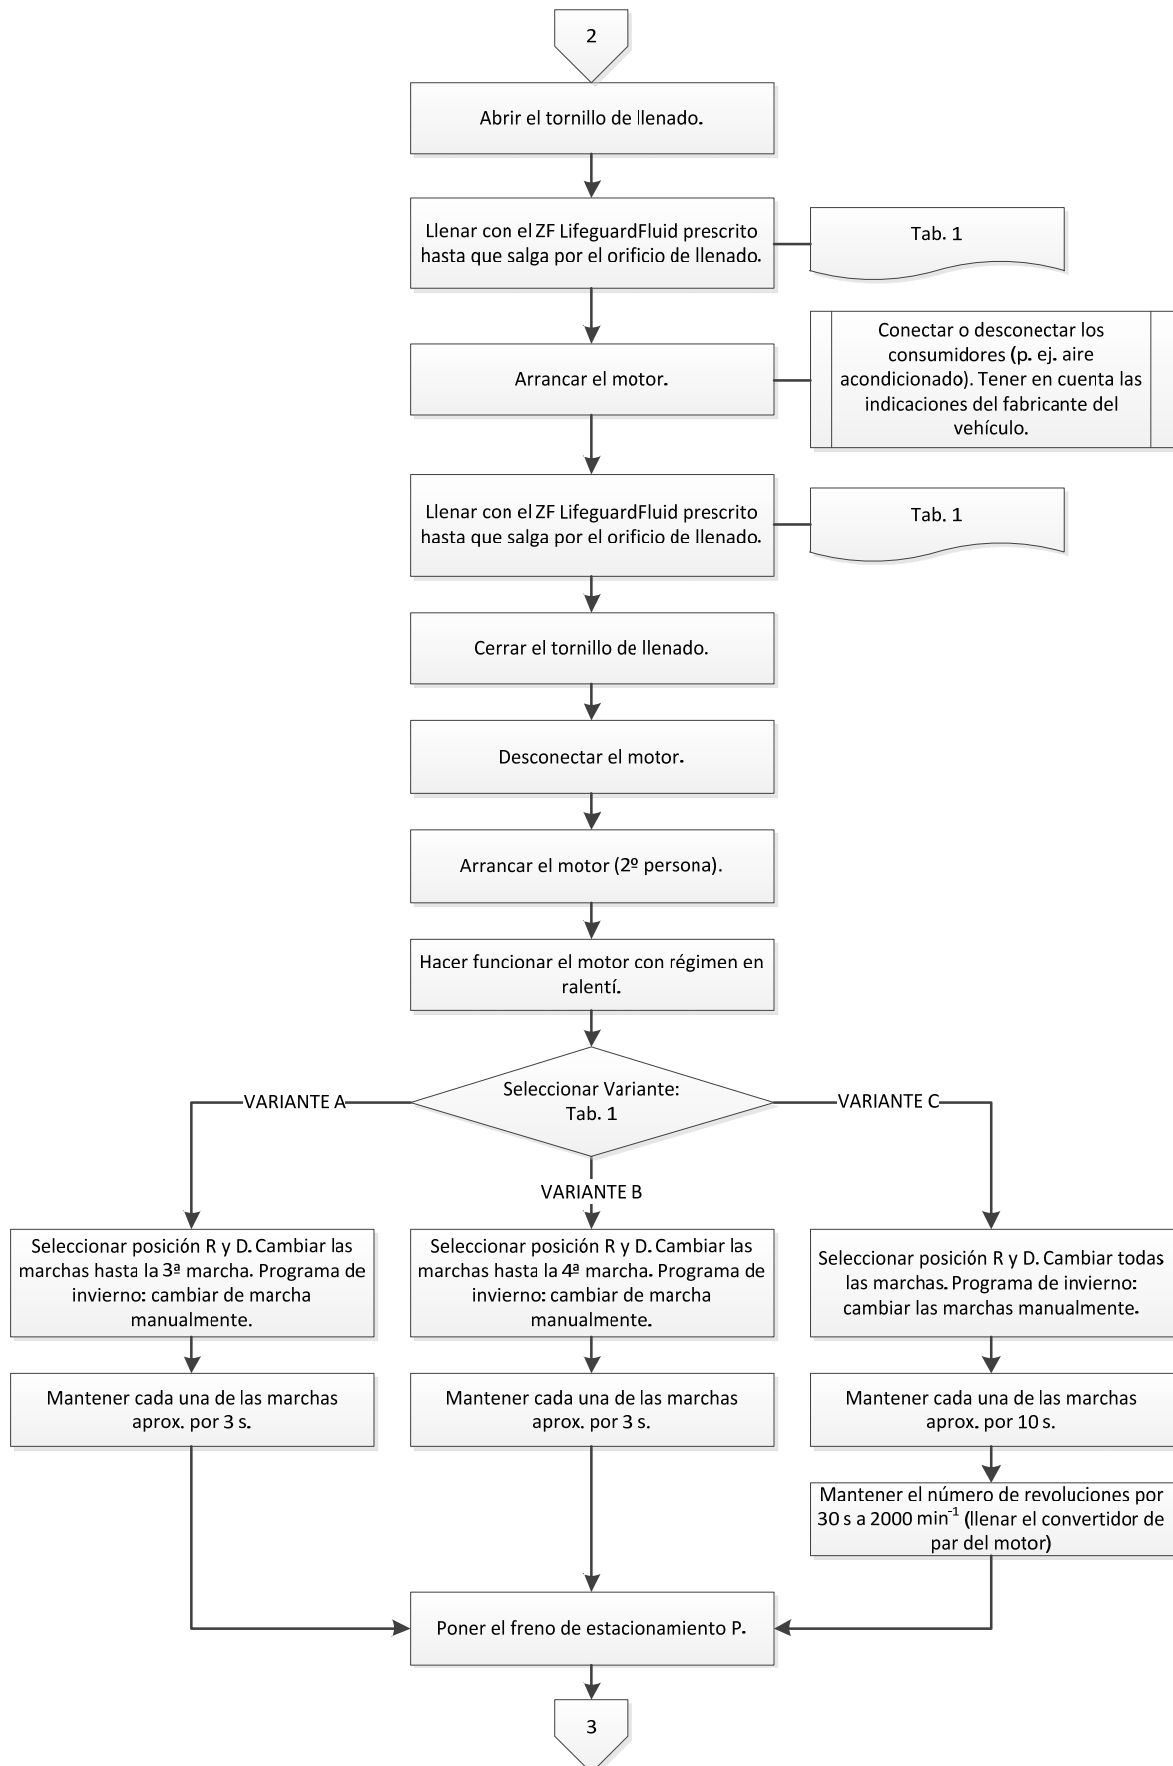 2
Abrir el tornillo de llenado.
Llenar con el ZF LifeguardFluid prescrito
hasta que salga por el orificio de llenado.
Tab. 1
Arrancar el motor.
Conectar o desconectar los
consumidores (p. ej. aire
acondicionado). Tener en cuenta las
indicaciones del fabricante del
vehículo.
Llenar con el ZF LifeguardFluid prescrito
hasta que salga por el orificio de llenado.
Tab. 1
Cerrar el tornillo de llenado.
Desconectar el motor.
Arrancar el motor (2º persona).
Hacer funcionar el motor con régimen en
ralentí.
Seleccionar Variante:
Tab. 1
VARIANTE A
VARIANTE B
VARIANTE C
Seleccionar posición R y D. Cambiar las
marchas hasta la 3ª marcha. Programa de
invierno: cambiar de marcha
manualmente.
Seleccionar posición R y D. Cambiar las
marchas hasta la 4ª marcha. Programa de
invierno: cambiar de marcha
manualmente.
Seleccionar posición R y D. Cambiar todas
las marchas. Programa de invierno:
cambiar las marchas manualmente.
Mantener cada una de las marchas
aprox. por 3 s.
Mantener cada una de las marchas
aprox. por 3 s.
Mantener cada una de las marchas
aprox. por 10 s.
Mantener el número de revoluciones por
30 s a 2000 min⁻¹ (llenar el convertidor de
par del motor)
Poner el freno de estacionamiento P.
3